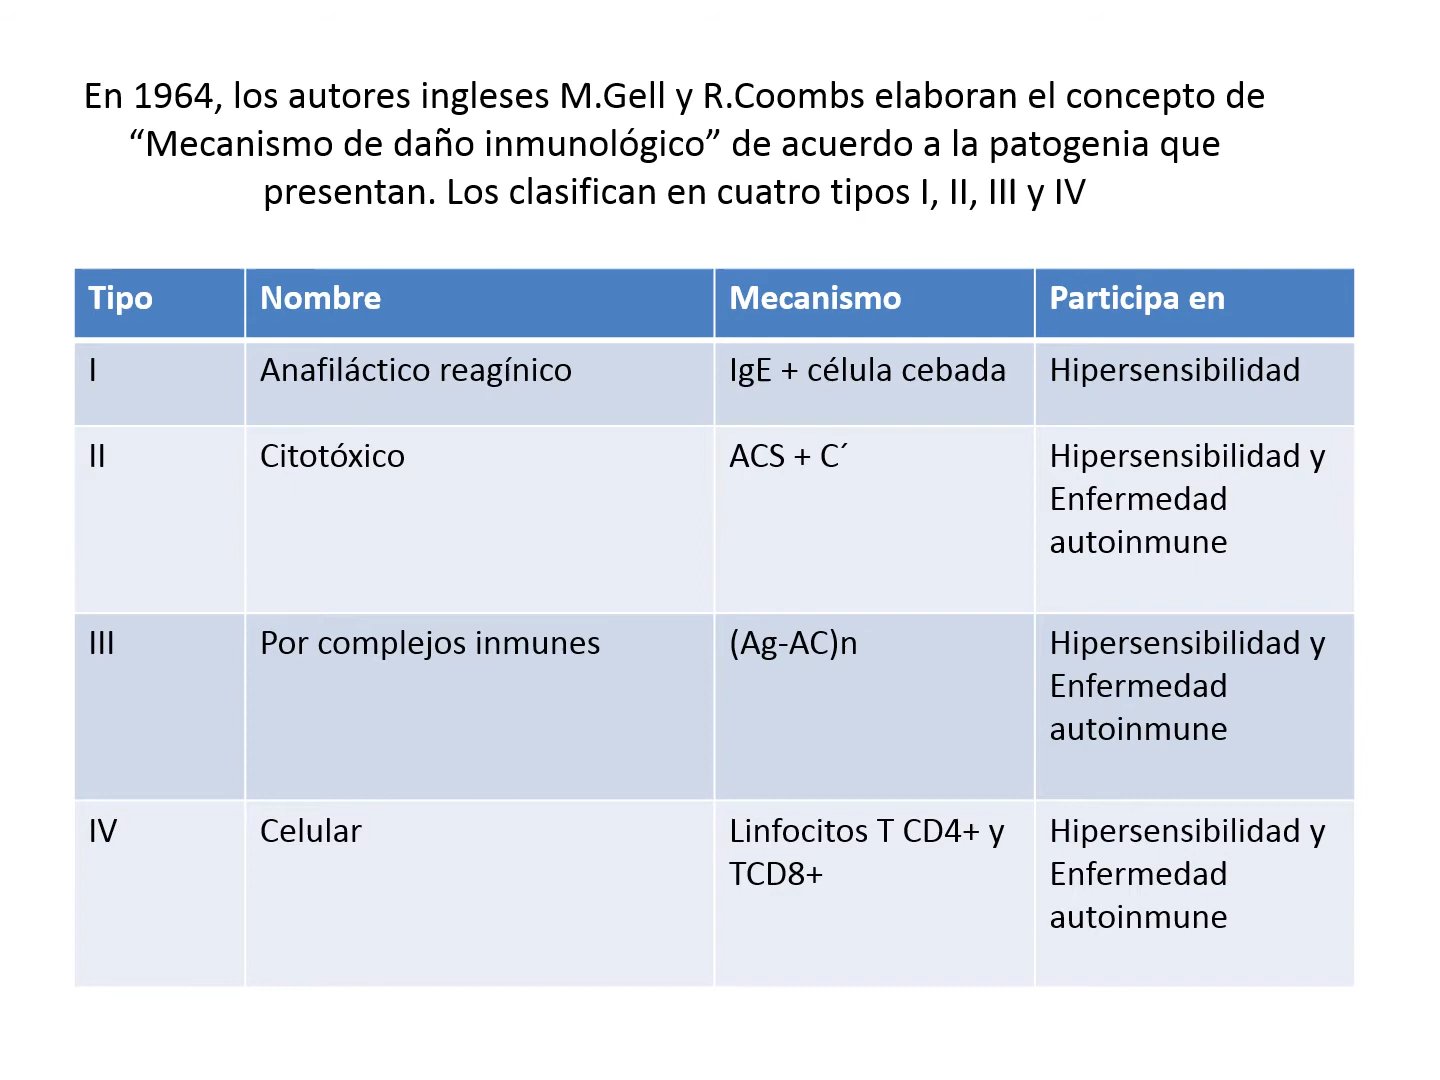 En 1964, los autores ingleses M.Gell y R.Coombs elaboran el concepto de
“Mecanismo de daño inmunológico” de acuerdo a la patogenia que
presentan. Los clasifican en cuatro tipos I, II, III y IV
Tipo Nombre Mecanismo Participa en
I Anafiláctico reagínico IgE + célula cebada Hipersensibilidad
II Citotóxico ACS + C´ Hipersensibilidad y
Enfermedad
autoinmune
III Por complejos inmunes (Ag-AC)n Hipersensibilidad y
Enfermedad
autoinmune
IV Celular Linfocitos T CD4+ y Hipersensibilidad y
TCD8+ Enfermedad
autoinmune